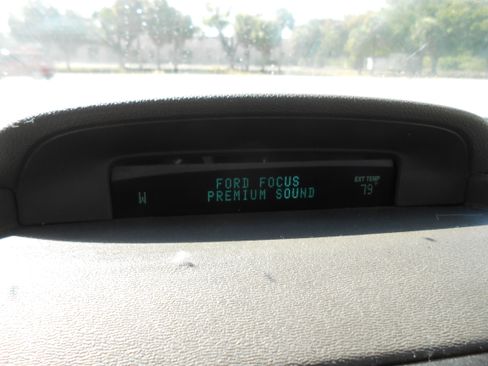 FORD FOCUS
PREMIUM SOUND
W
EXT TEMP
79°